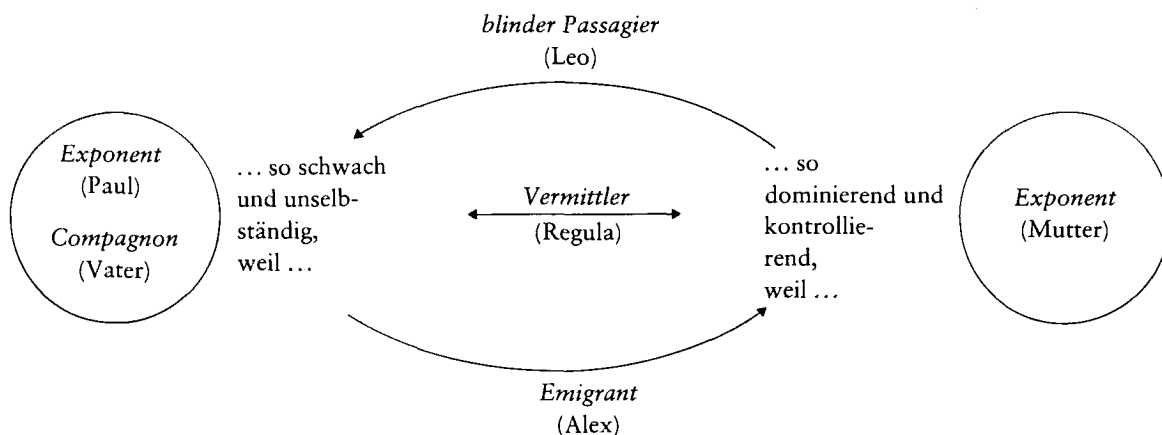 blinder Passagier
(Leo)
Exponent
(Paul)
Compagnon
(Vater)
... so schwach
und unselb-
ständig,
weil ...
Vermittler
(Regula)
... so
dominierend und
kontrollie-
rend,
weil ...
Exponent
(Mutter)
Emigrant
(Alex)